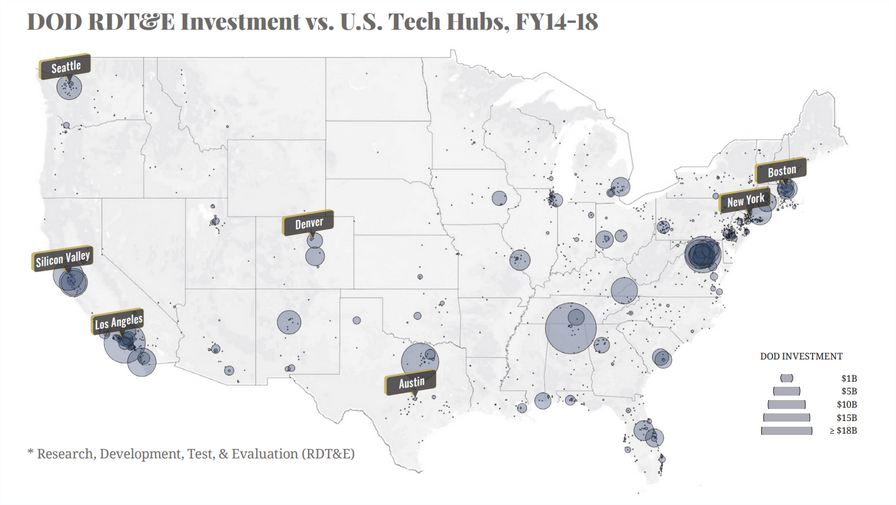 DOD RDT&E Investment vs. U.S. Tech Hubs, FY14-18
Seattle
Boston
New York
Denver
Silicon Valley
Los Angeles
Austin
DOD INVESTMENT
$1B
$5B
$10B
$15B
≥ $18B
* Research, Development, Test, & Evaluation (RDT&E)